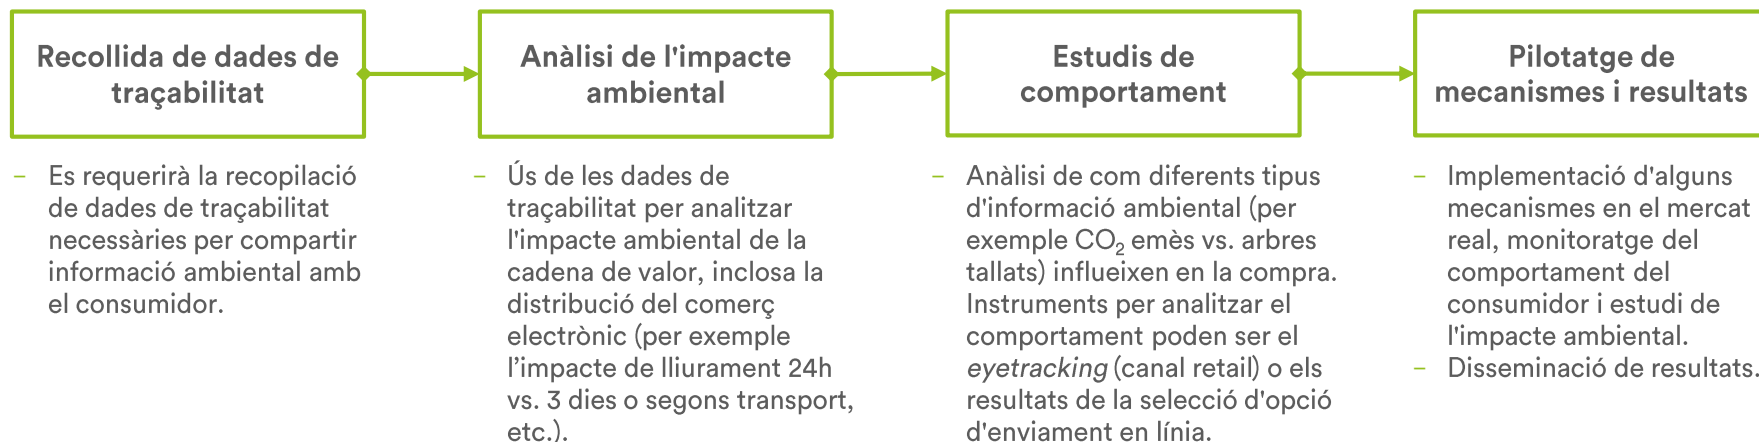 Recollida de dades de
traçabilitat
Anàlisi de l'impacte
ambiental
Estudis de
comportament
Pilotatge de
mecanismes i resultats
– Es requerirà la recopilació
de dades de traçabilitat
necessàries per compartir
informació ambiental amb
el consumidor.
– Ús de les dades de
traçabilitat per analitzar
l'impacte ambiental de la
cadena de valor, inclosa la
distribució del comerç
electrònic (per exemple
l’impacte de lliurament 24h
vs. 3 dies o segons transport,
etc.).
– Anàlisi de com diferents tipus
d'informació ambiental (per
exemple CO₂ emès vs. arbres
tallats) influeixen en la compra.
Instruments per analitzar el
comportament poden ser el
eyetracking (canal retail) o els
resultats de la selecció d'opció
d'enviament en línia.
– Implementació d'alguns
mecanismes en el mercat
real, monitoratge del
comportament del
consumidor i estudi de
l'impacte ambiental.
– Disseminació de resultats.